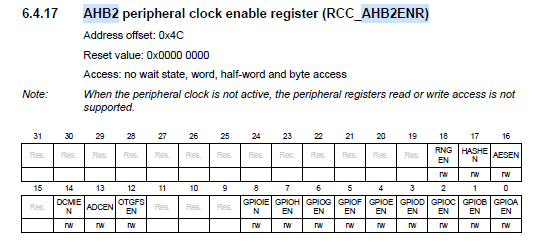 6.4.17 AHB2 peripheral clock enable register (RCC_AHB2ENR)
Address offset: 0x4C
Reset value: 0x0000 0000
Access: no wait state, word, half-word and byte access
Note: When the peripheral clock is not active, the peripheral registers read or write access is not
supported.
31 30 29 28 27 26 25 24 23 22 21 20 19 18 17 16
Res. Res. Res. Res. Res. Res. Res. Res. Res. Res. Res. Res. Res. RNG EN HASHE N AESEN
rw rw rw
15 14 13 12 11 10 9 8 7 6 5 4 3 2 1 0
Res. DCMIE N ADCEN OTGFS EN Res. Res. Res. GPIOIE N GPIOH EN GPIOG EN GPIOF EN GPIOE EN GPIOD EN GPIOC EN GPIOB EN GPIOA EN
rw rw rw rw rw rw rw rw rw rw rw rw